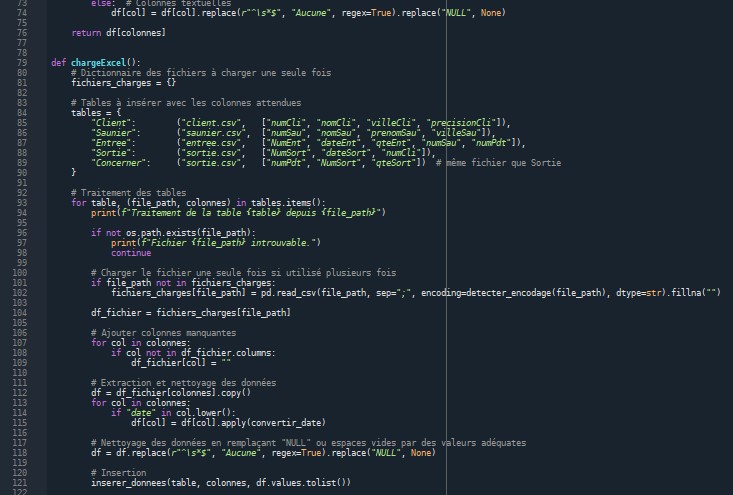 73 else: # Colonnes textuelles
74 df[col] = df[col].replace(r"^\s*$", "Aucune", regex=True).replace("NULL", None)
75
76 return df[colonnes]
77
78
79 def chargeExcel():
80 # Dictionnaire des fichiers à charger une seule fois
81 fichiers_charges = {}
82
83 # Tables à insérer avec les colonnes attendues
84 tables = {
85 "Client": ("client.csv", ["numCli", "nomCli", "villeCli", "precisionCli"]),
86 "Saunier": ("saunier.csv", ["numSau", "nomSau", "prenomSau", "villeSau"]),
87 "Entree": ("entree.csv", ["NumEnt", "dateEnt", "qteEnt", "numSau", "numPdt"]),
88 "Sortie": ("sortie.csv", ["NumSort", "dateSort", "numCli"]),
89 "Concerner": ("sortie.csv", ["numPdt", "NumSort", "qteSort"]) # même fichier que Sortie
90 }
91
92 # Traitement des tables
93 for table, (file_path, colonnes) in tables.items():
94 print(f"Traitement de la table {table} depuis {file_path}")
95
96 if not os.path.exists(file_path):
97 print(f"Fichier {file_path} introuvable.")
98 continue
99
100 # Charger le fichier une seule fois si utilisé plusieurs fois
101 if file_path not in fichiers_charges:
102 fichiers_charges[file_path] = pd.read_csv(file_path, sep=";", encoding=detecter_encodage(file_path), dtype=str).fillna("")
103
104 df_fichier = fichiers_charges[file_path]
105
106 # Ajouter colonnes manquantes
107 for col in colonnes:
108 if col not in df_fichier.columns:
109 df_fichier[col] = ""
110
111 # Extraction et nettoyage des données
112 df = df_fichier[colonnes].copy()
113 for col in colonnes:
114 if "date" in col.lower():
115 df[col] = df[col].apply(convertir_date)
116
117 # Nettoyage des données en remplaçant "NULL" ou espaces vides par des valeurs adéquates
118 df = df.replace(r"^\s*$", "Aucune", regex=True).replace("NULL", None)
119
120 # Insertion
121 inserer_donnees(table, colonnes, df.values.tolist())
122